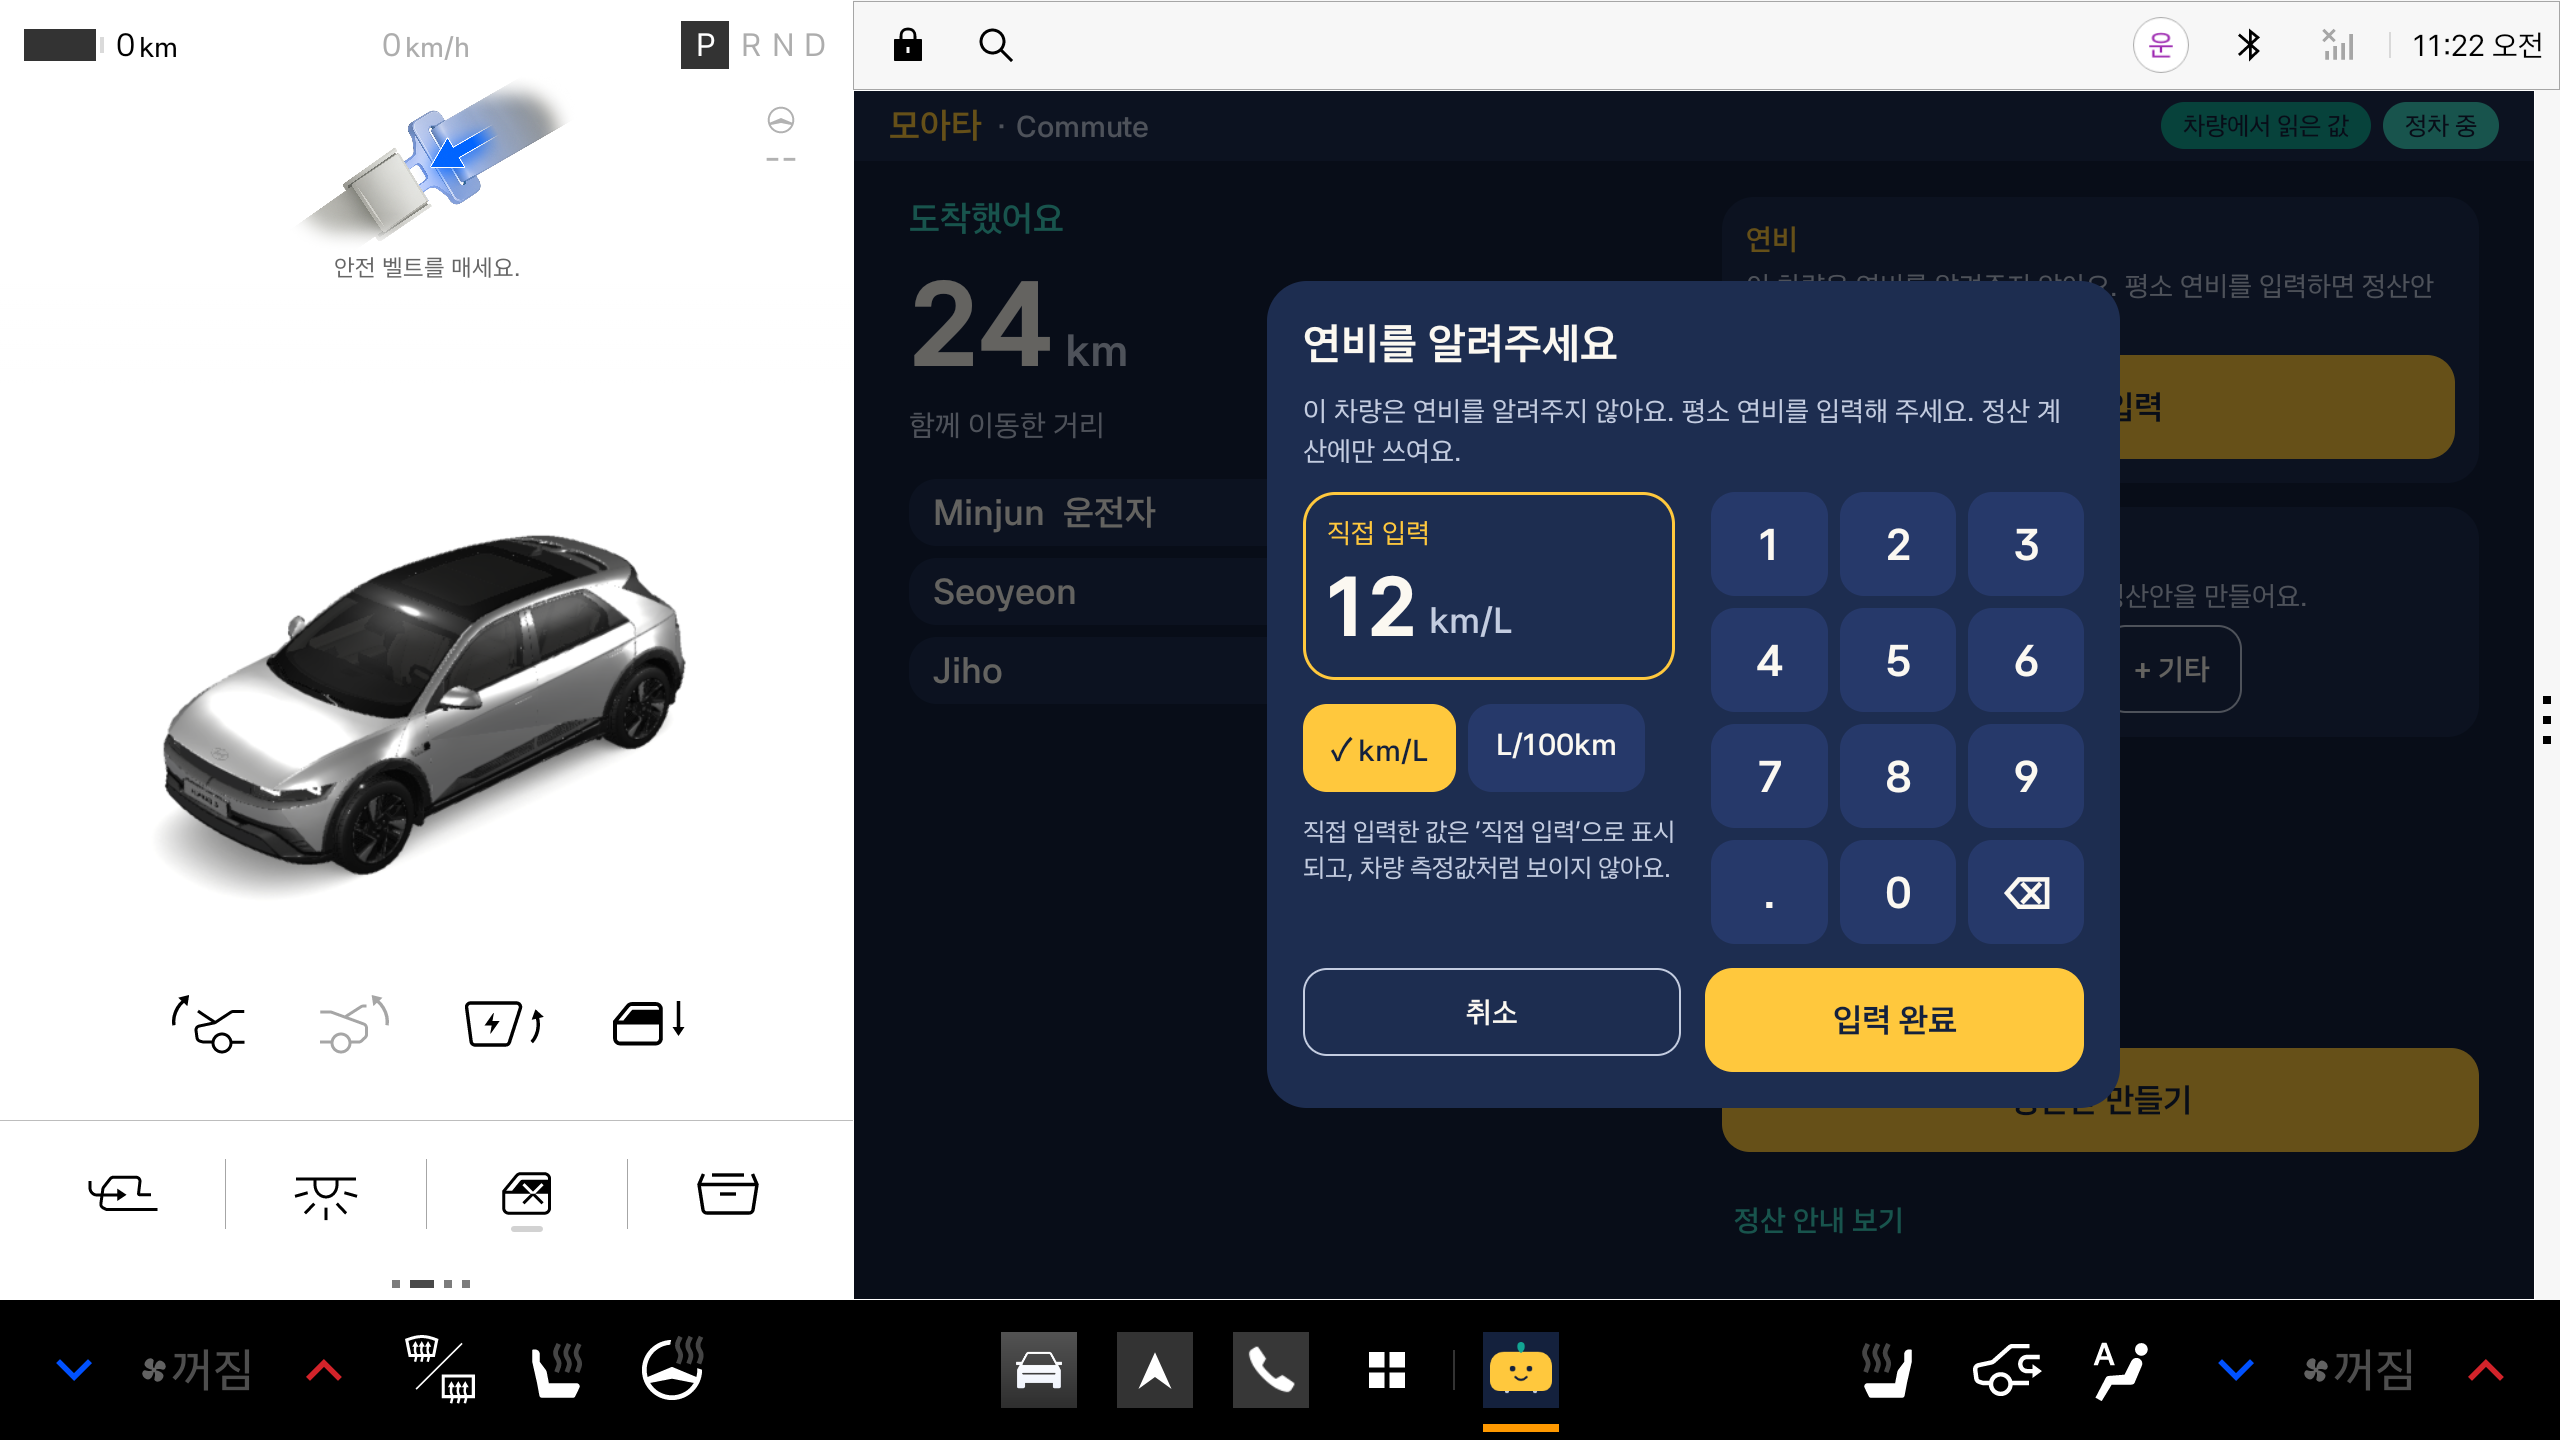 0 km
0 km/h
P R N D
안전 벨트를 매세요.
운
11:22 오전
모아타 · Commute
차량에서 읽은 값
정차 중
도착했어요
24 km
함께 이동한 거리
Minjun 운전자
Seoyeon
Jiho
연비
평소 연비를 입력하면 정산안
입력
연비를 알려주세요
이 차량은 연비를 알려주지 않아요. 평소 연비를 입력해 주세요. 정산 계
산에만 쓰여요.
직접 입력
12 km/L
✓ km/L
L/100km
직접 입력한 값은 '직접 입력'으로 표시
되고, 차량 측정값처럼 보이지 않아요.
1 2 3
4 5 6
7 8 9
. 0
취소
입력 완료
만들어요.
+ 기타
만들기
정산 안내 보기
꺼짐
A
꺼짐